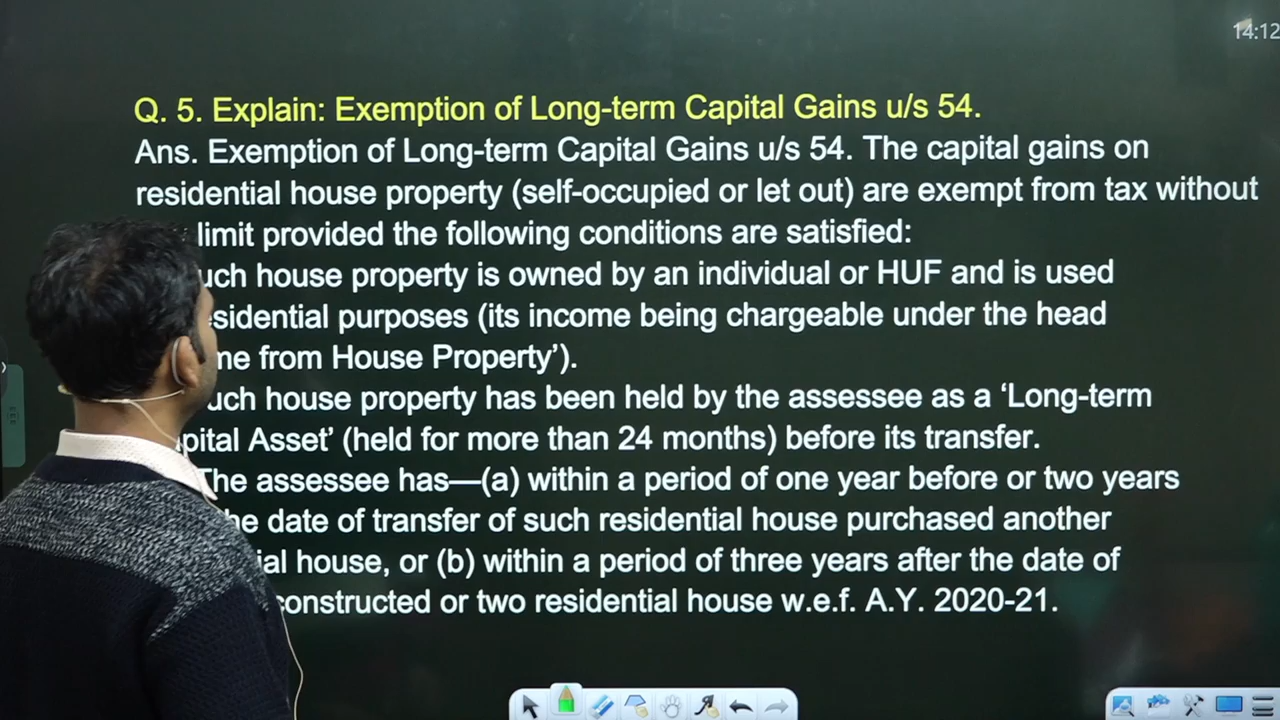 14:12
Q. 5. Explain: Exemption of Long-term Capital Gains u/s 54.
Ans. Exemption of Long-term Capital Gains u/s 54. The capital gains on
residential house property (self-occupied or let out) are exempt from tax without
limit provided the following conditions are satisfied:
uch house property is owned by an individual or HUF and is used
sidential purposes (its income being chargeable under the head
me from House Property’).
uch house property has been held by the assessee as a ‘Long-term
pital Asset’ (held for more than 24 months) before its transfer.
The assessee has—(a) within a period of one year before or two years
he date of transfer of such residential house purchased another
ial house, or (b) within a period of three years after the date of
constructed or two residential house w.e.f. A.Y. 2020-21.